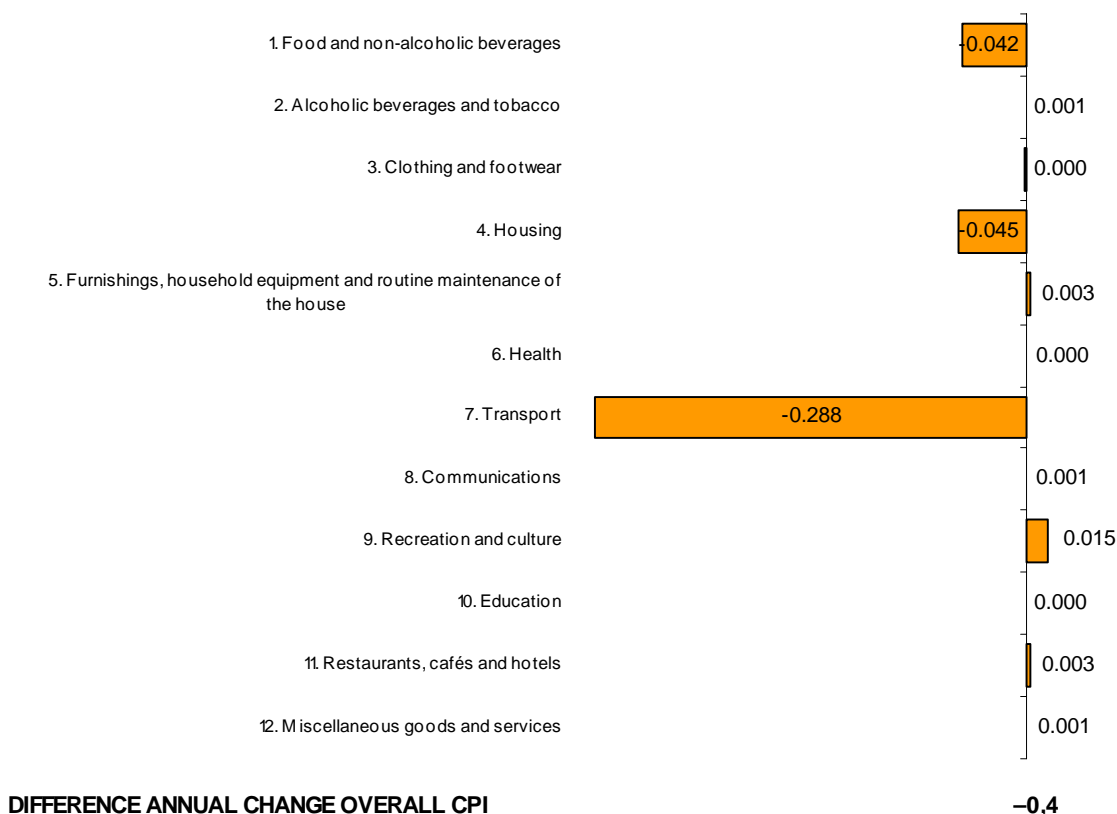 1. Food and non-alcoholic beverages -0.042
2. Alcoholic beverages and tobacco 0.001
3. Clothing and footwear 0.000
4. Housing -0.045
5. Furnishings, household equipment and routine maintenance of
the house 0.003
6. Health 0.000
7. Transport -0.288
8. Communications 0.001
9. Recreation and culture 0.015
10. Education 0.000
11. Restaurants, cafés and hotels 0.003
12. Miscellaneous goods and services 0.001
DIFFERENCE ANNUAL CHANGE OVERALL CPI –0,4